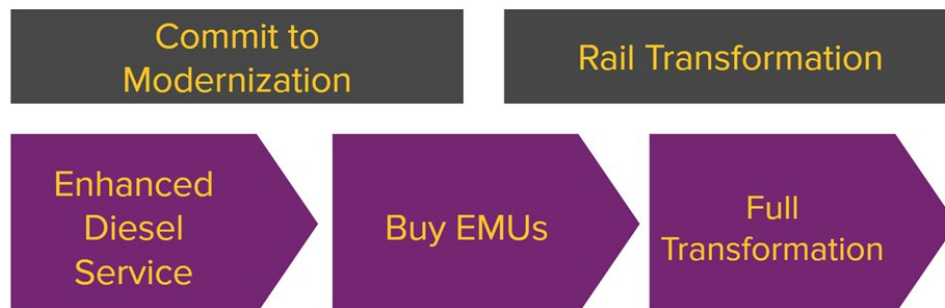 Commit to
Modernization
Rail Transformation
Enhanced
Diesel
Service
Buy EMUs
Full
Transformation